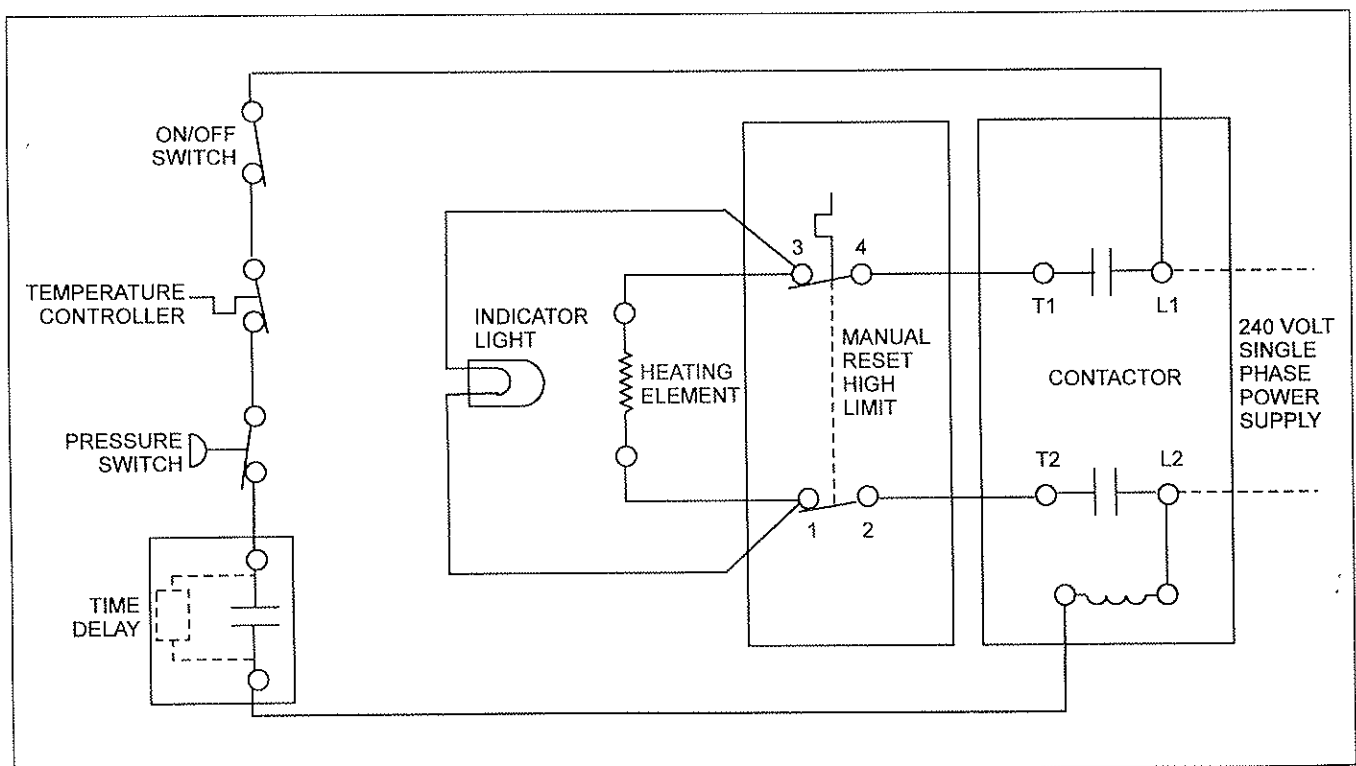 ON/OFF
SWITCH
TEMPERATURE
CONTROLLER
PRESSURE
SWITCH
TIME
DELAY
INDICATOR
LIGHT
HEATING
ELEMENT
3
4
1
2
MANUAL
RESET
HIGH
LIMIT
T1
L1
CONTACTOR
T2
L2
240 VOLT
SINGLE
PHASE
POWER
SUPPLY